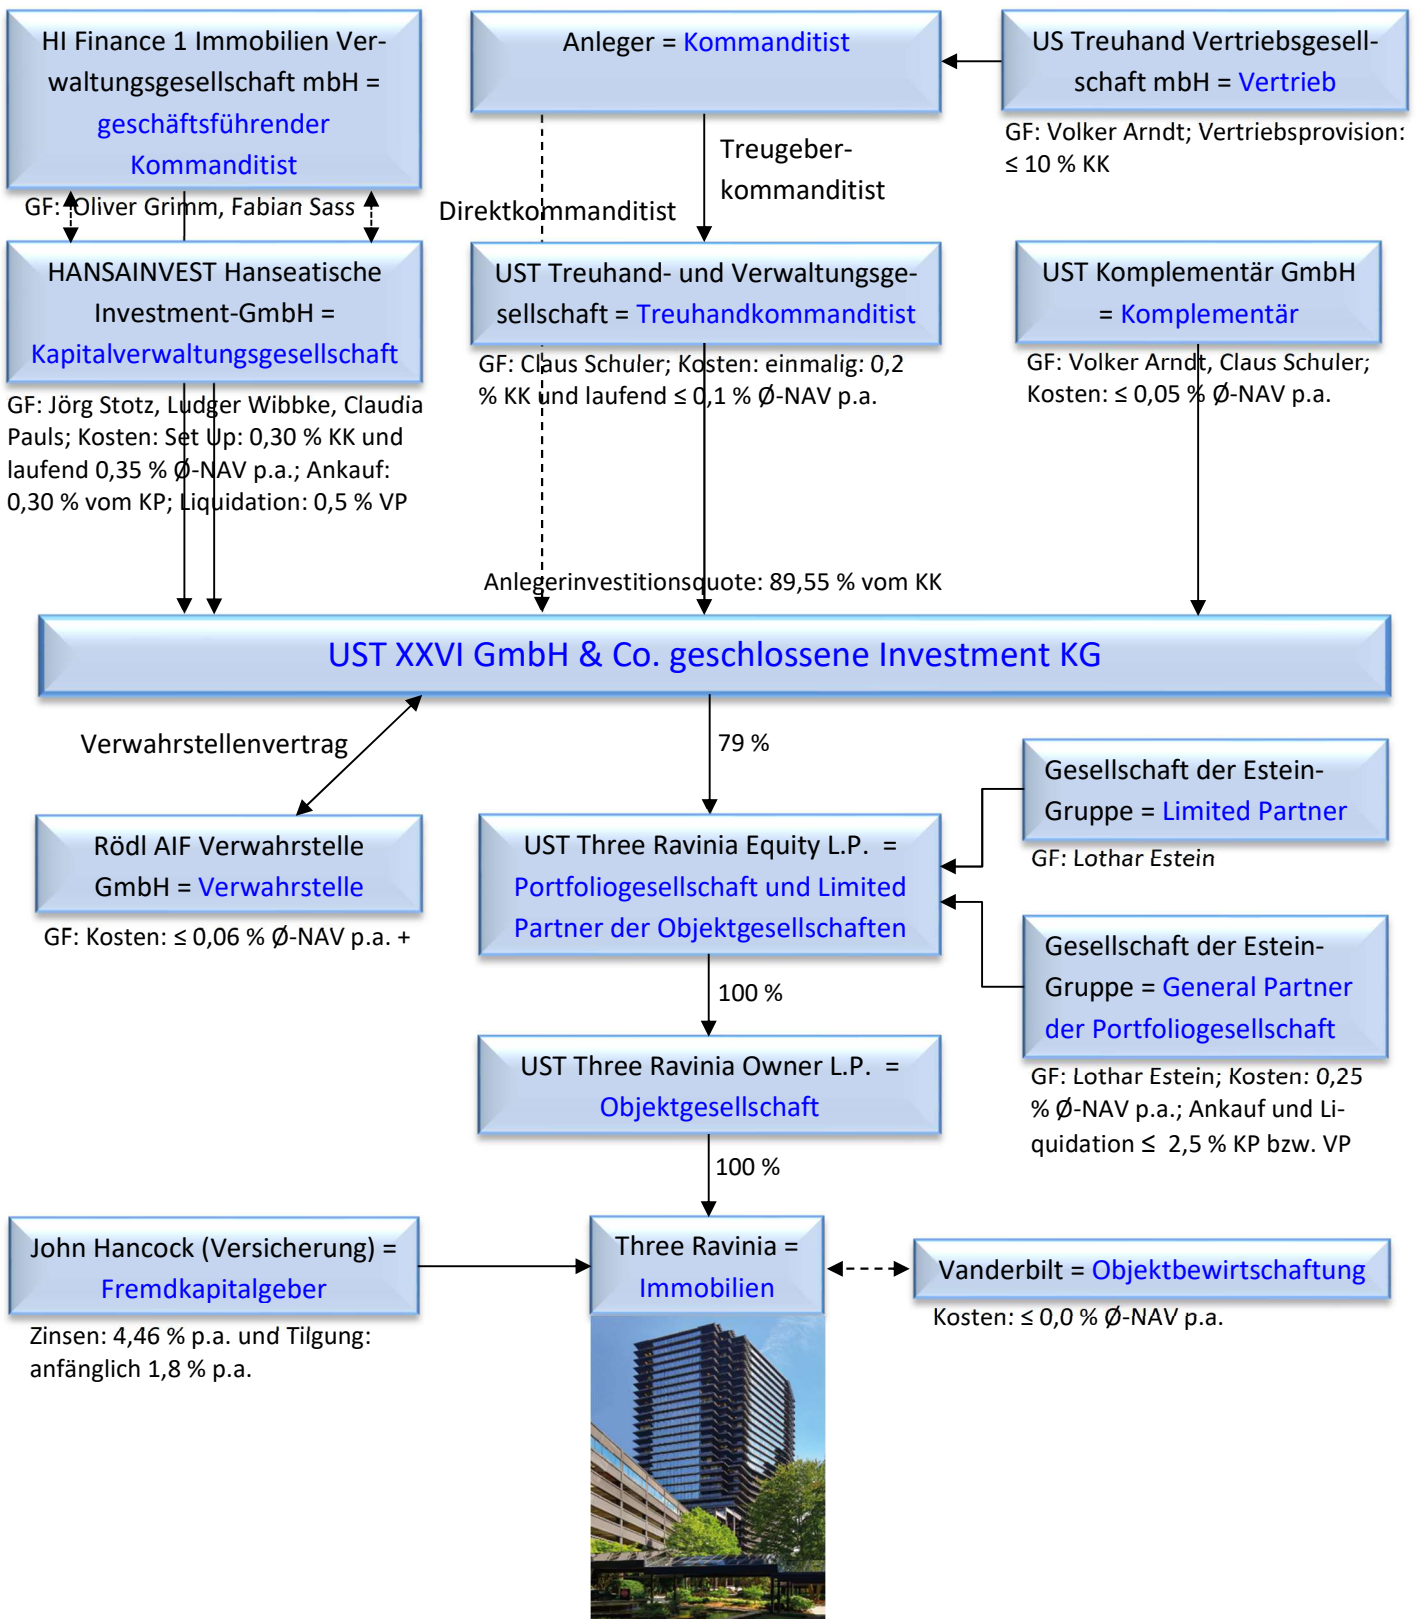 HI Finance 1 Immobilien Ver-
waltungsgesellschaft mbH =
geschäftsführender
Kommanditist
GF: Oliver Grimm, Fabian Sass
Anleger = Kommanditist
US Treuhand Vertriebsgesell-
schaft mbH = Vertrieb
GF: Volker Arndt; Vertriebsprovision:
≤ 10 % KK
Treugeber-
kommanditist
Direktkommanditist
HANSAINVEST Hanseatische
Investment-GmbH =
Kapitalverwaltungsgesellschaft
GF: Jörg Stotz, Ludger Wibbke, Claudia
Pauls; Kosten: Set Up: 0,30 % KK und
laufend 0,35 % Ø-NAV p.a.; Ankauf:
0,30 % vom KP; Liquidation: 0,5 % VP
UST Treuhand- und Verwaltungsge-
sellschaft = Treuhandkommanditist
GF: Claus Schuler; Kosten: einmalig: 0,2
% KK und laufend ≤ 0,1 % Ø-NAV p.a.
UST Komplementär GmbH
= Komplementär
GF: Volker Arndt, Claus Schuler;
Kosten: ≤ 0,05 % Ø-NAV p.a.
Anlegerinvestitionsquote: 89,55 % vom KK
UST XXVI GmbH & Co. geschlossene Investment KG
Verwahrstellenvertrag
79 %
Rödl AIF Verwahrstelle
GmbH = Verwahrstelle
GF: Kosten: ≤ 0,06 % Ø-NAV p.a. +
UST Three Ravinia Equity L.P. =
Portfoliogesellschaft und Limited
Partner der Objektgesellschaften
Gesellschaft der Estein-
Gruppe = Limited Partner
GF: Lothar Estein
Gesellschaft der Estein-
Gruppe = General Partner
der Portfoliogesellschaft
GF: Lothar Estein; Kosten: 0,25
% Ø-NAV p.a.; Ankauf und Li-
quidation ≤ 2,5 % KP bzw. VP
100 %
UST Three Ravinia Owner L.P. =
Objektgesellschaft
100 %
John Hancock (Versicherung) =
Fremdkapitalgeber
Zinsen: 4,46 % p.a. und Tilgung:
anfänglich 1,8 % p.a.
Three Ravinia =
Immobilien
Vanderbilt = Objektbewirtschaftung
Kosten: ≤ 0,0 % Ø-NAV p.a.